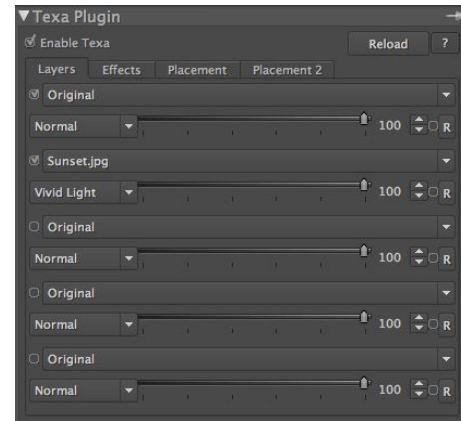 Texa Plugin
Enable Texa Reload ?
Layers Effects Placement Placement 2
Original
Normal 100 R
Sunset.jpg
Vivid Light 100 R
Original
Normal 100 R
Original
Normal 100 R
Original
Normal 100 R